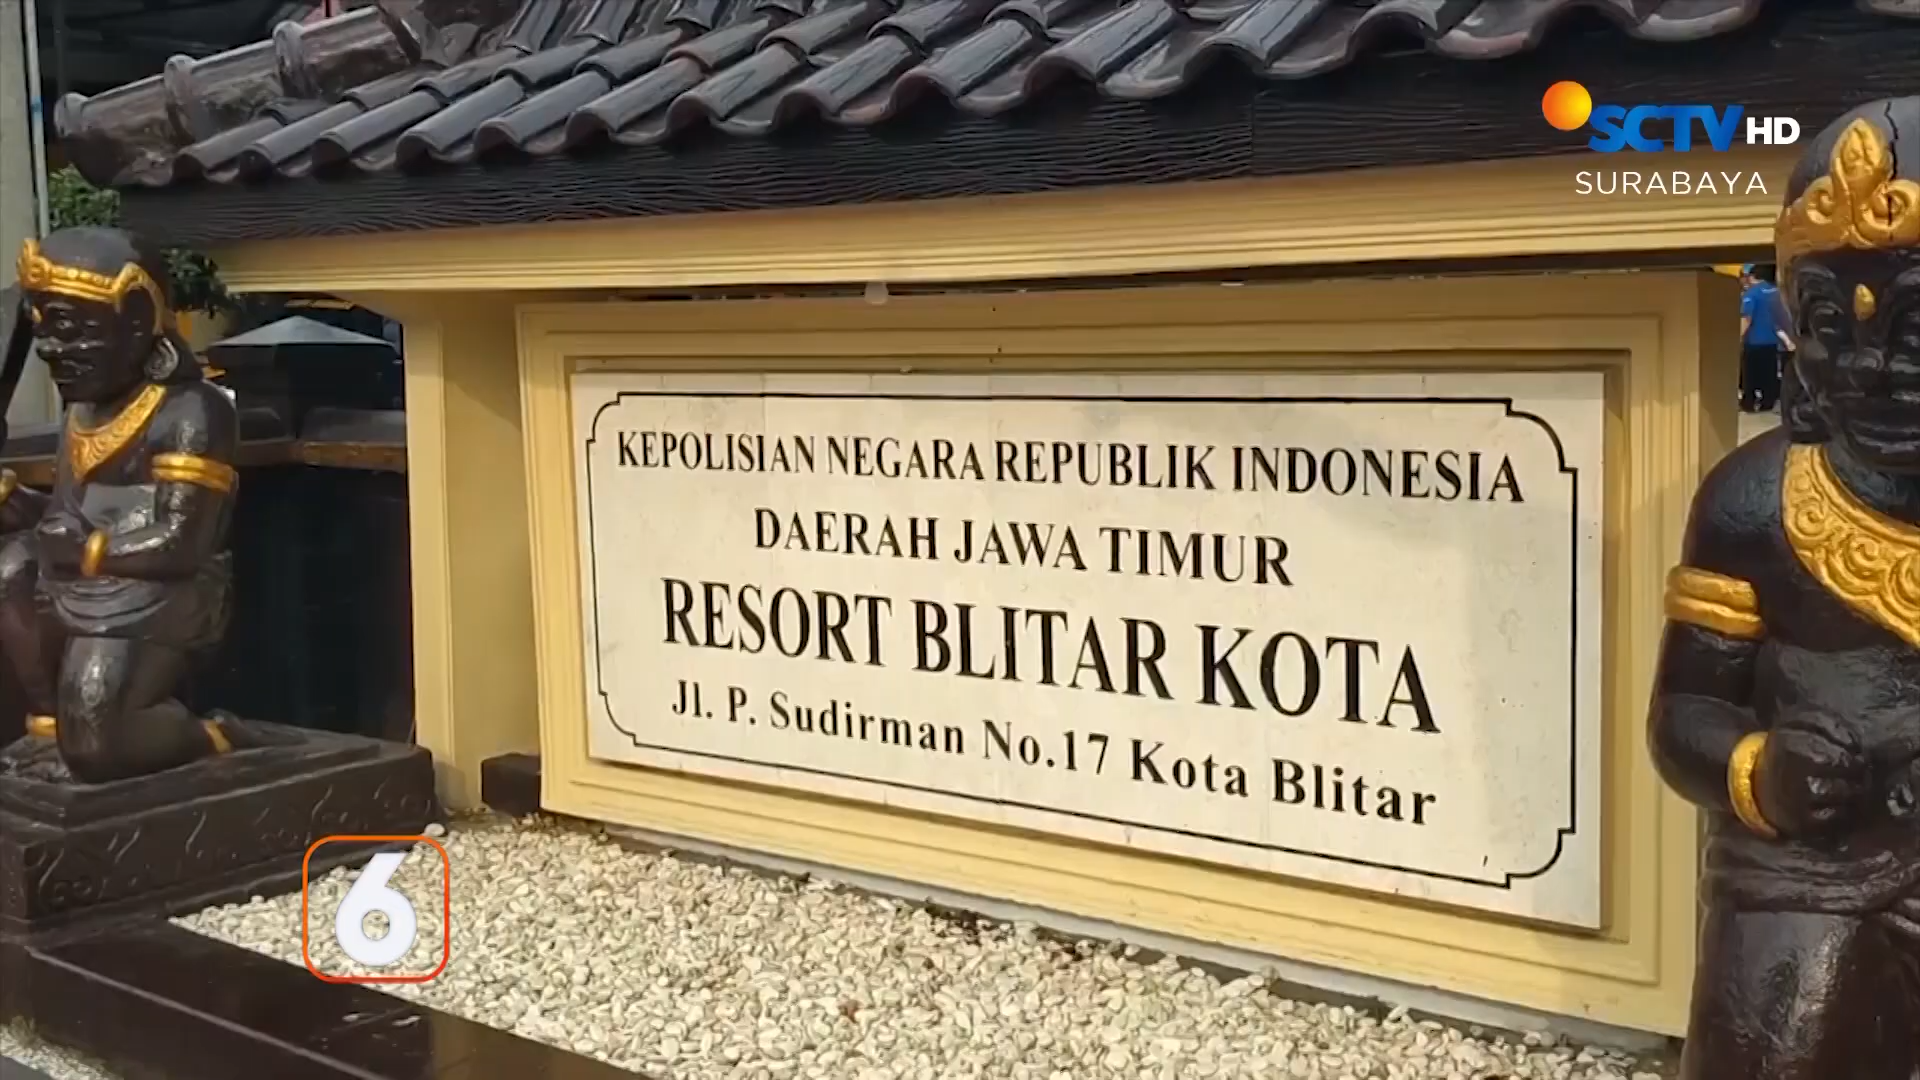 SCTV HD
SURABAYA
KEPOLISIAN NEGARA REPUBLIK INDONESIA
DAERAH JAWA TIMUR
RESORT BLITAR KOTA
Jl. P. Sudirman No.17 Kota Blitar
6